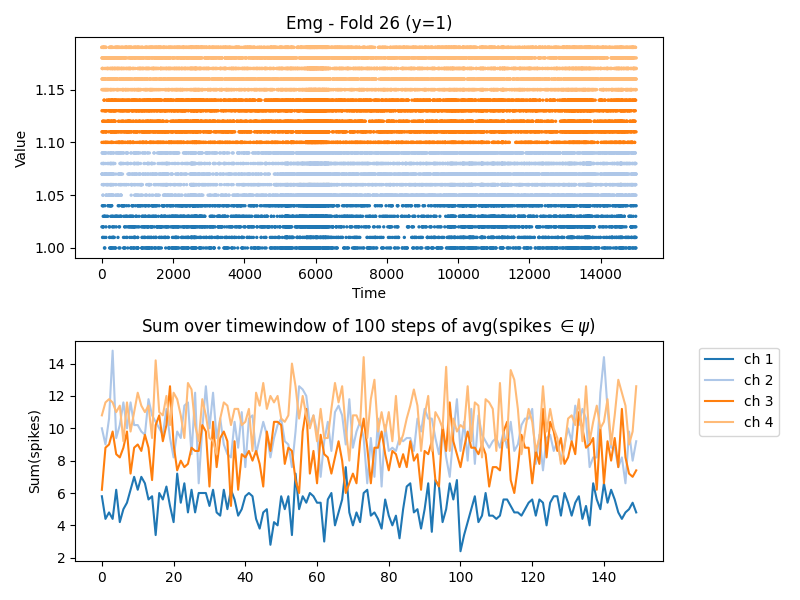 Emg - Fold 26 (y=1)
Value
1.15
1.10
1.05
1.00
0 2000 4000 6000 8000 10000 12000 14000
Time
Sum over timewindow of 100 steps of avg(spikes ∈ ψ)
Sum(spikes)
14
12
10
8
6
4
2
0 20 40 60 80 100 120 140
ch 1
ch 2
ch 3
ch 4